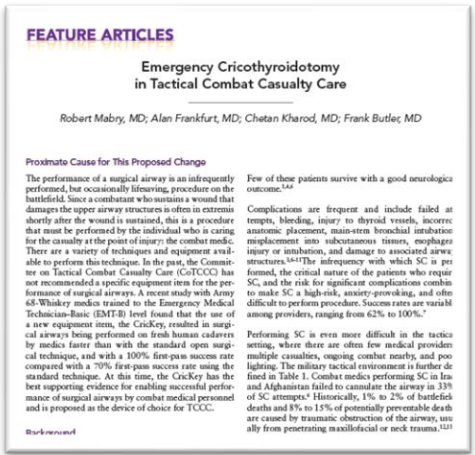 FEATURE ARTICLES
Emergency Cricothyroidotomy
in Tactical Combat Casualty Care
Robert Mabry, MD; Alan Frankfurt, MD; Chetan Kharod, MD; Frank Butler, MD
Proximate Cause for This Proposed Change
The performance of a surgical airway is an infrequently
performed, but occasionally lifesaving, procedure on the
battlefield. Since a combatant who sustains a wound that
damages the upper airway structures is often in extremis
shortly after the wound is sustained, this is a procedure
that must be performed by the individual who is caring
for the casualty at the point of injury: the combat medic.
There are a variety of techniques and equipment avail-
able to perform this technique. In the past, the Commit-
tee on Tactical Combat Casualty Care (CoTCCC) has
not recommended a specific equipment item for the per-
formance of surgical airways. A recent study with Army
68-Whiskey medics trained to the Emergency Medical
Technician–Basic (EMT-B) level found that the use of
a new equipment item, the CricKey, resulted in surgi-
cal airways being performed on fresh human cadavers
by medics faster than with the standard open surgi-
cal technique, and with a 100% first-pass success rate
compared with a 70% first-pass success rate using the
standard technique. At this time, the CricKey has the
best supporting evidence for enabling successful perfor-
mance of surgical airways by combat medical personnel
and is proposed as the device of choice for TCCC.
Background
Few of these patients survive with a good neurologica
outcome.
Complications are frequent and include failed at
tempts, bleeding, injury to thyroid vessels, incorrec
anatomic placement, main-stem bronchial intubation
misplacement into subcutaneous tissues, esophagea
injury or intubation, and damage to associated airwa
structures. The infrequency with which SC is per
formed, the critical nature of the patients who requir
SC, and the risk for significant complications combin
to make SC a high-risk, anxiety-provoking, and ofte
difficult to perform procedure. Success rates are variabl
among providers, ranging from 62% to 100%.
Performing SC is even more difficult in the tactica
setting, where there are often few medical providers
multiple casualties, ongoing combat nearby, and poo
lighting. The military tactical environment is further de
fined in Table 1. Combat medics performing SC in Ira
and Afghanistan failed to cannulate the airway in 33%
of SC attempts. Historically, 1% to 2% of battlefiel
deaths and 8% to 15% of potentially preventable death
are caused by traumatic obstruction of the airway, usu
ally from penetrating maxillofacial or neck trauma.